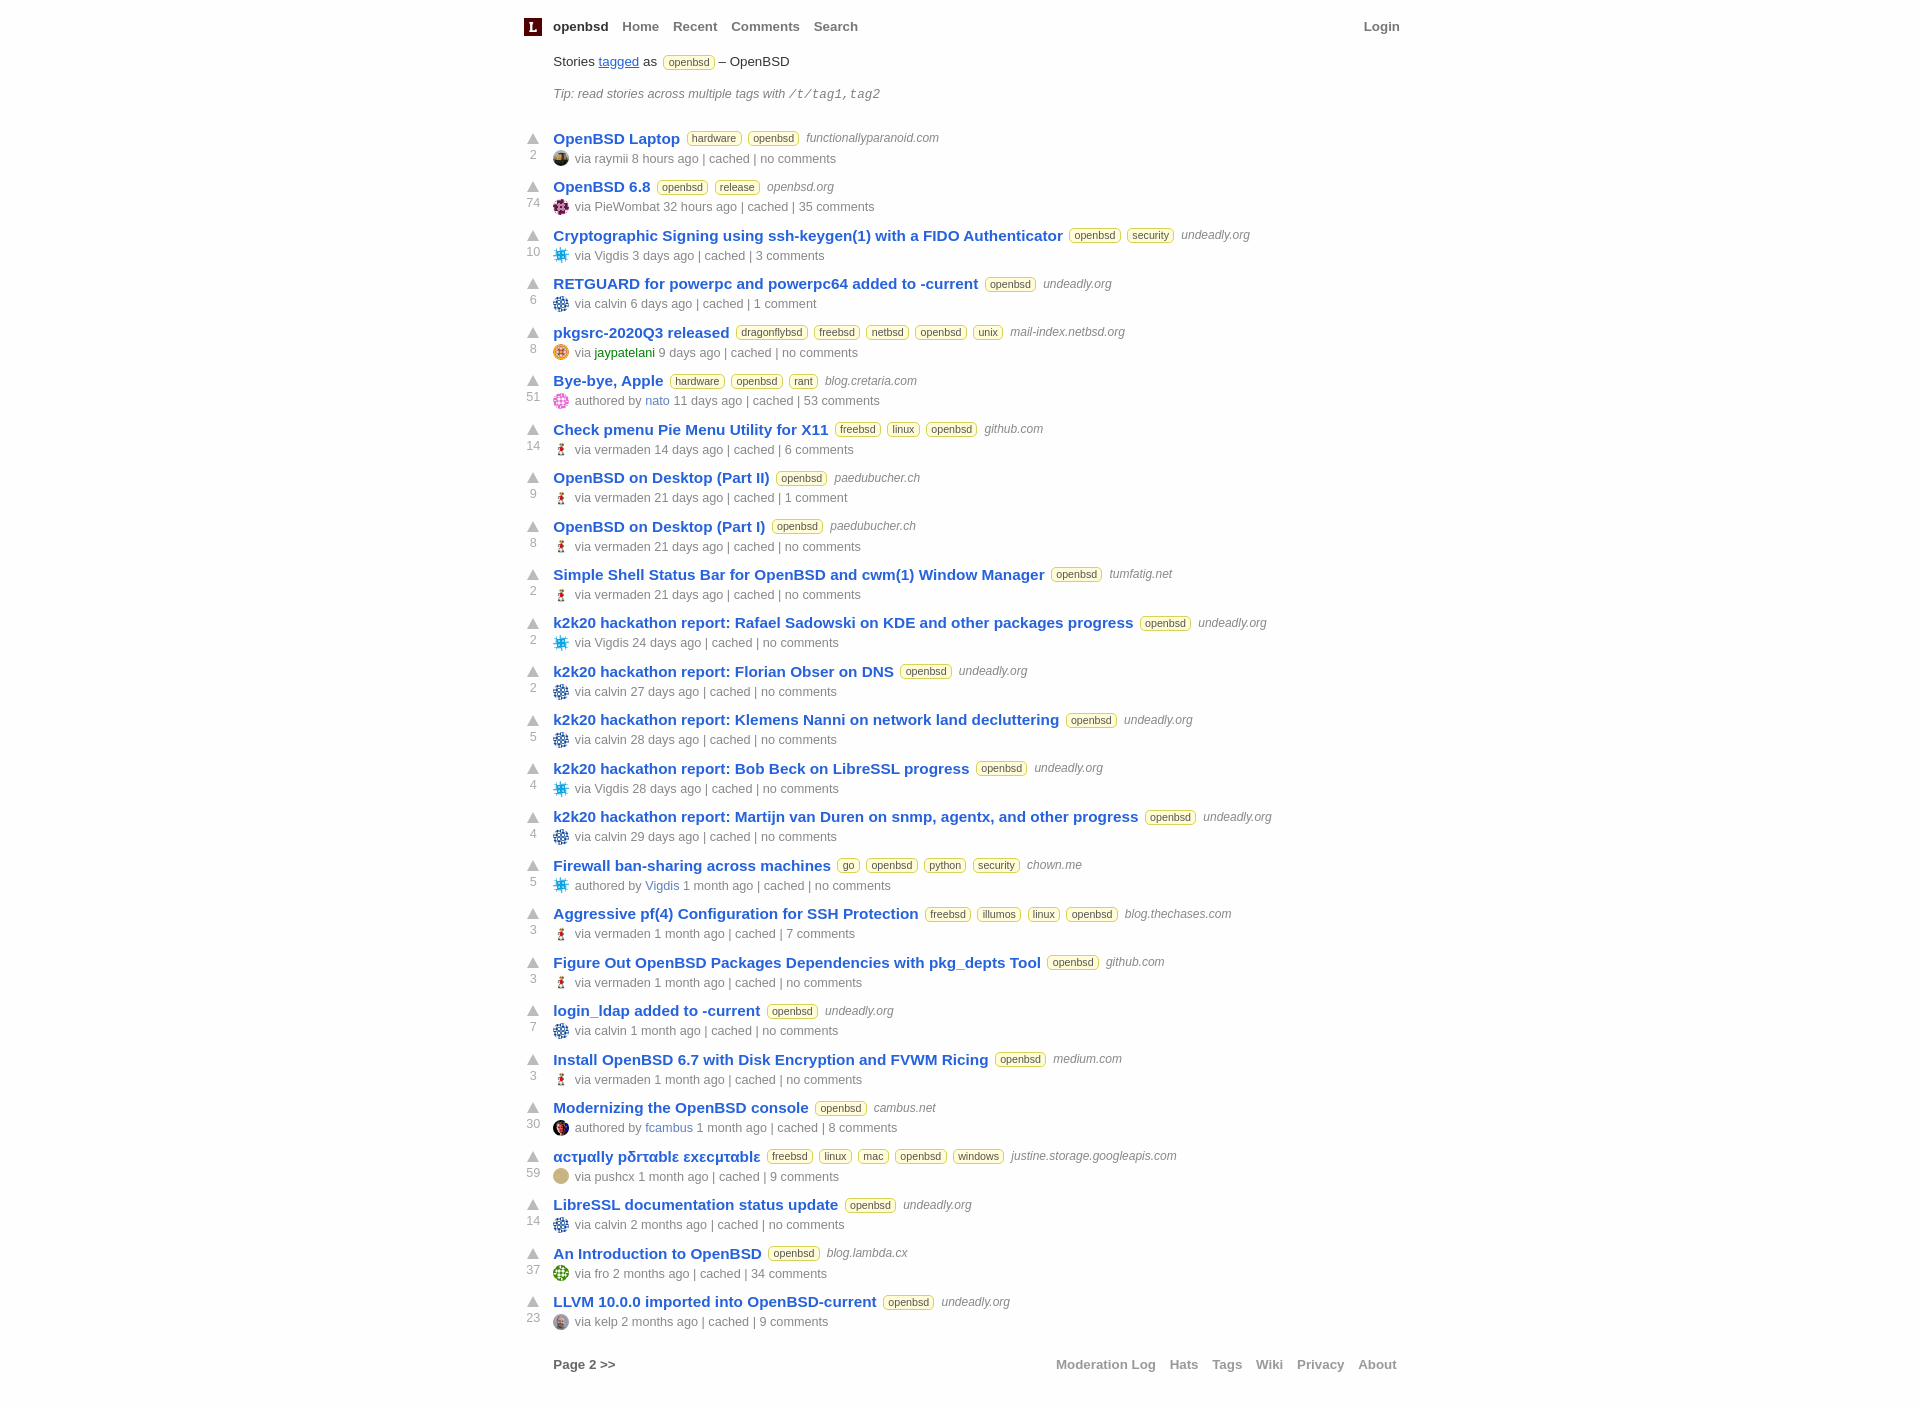 L openbsd Home Recent Comments Search Login
Stories tagged as openbsd – OpenBSD
Tip: read stories across multiple tags with /t/tag1,tag2
OpenBSD Laptop hardware openbsd functionallyparanoid.com
2 via raymii 8 hours ago | cached | no comments
OpenBSD 6.8 openbsd release openbsd.org
74 via PieWombat 32 hours ago | cached | 35 comments
Cryptographic Signing using ssh-keygen(1) with a FIDO Authenticator openbsd security undeadly.org
10 via Vigdis 3 days ago | cached | 3 comments
RETGUARD for powerpc and powerpc64 added to -current openbsd undeadly.org
6 via calvin 6 days ago | cached | 1 comment
pkgsrc-2020Q3 released dragonflybsd freebsd netbsd openbsd unix mail-index.netbsd.org
8 via jaypatelani 9 days ago | cached | no comments
Bye-bye, Apple hardware openbsd rant blog.cretaria.com
51 authored by nato 11 days ago | cached | 53 comments
Check pmenu Pie Menu Utility for X11 freebsd linux openbsd github.com
14 via vermaden 14 days ago | cached | 6 comments
OpenBSD on Desktop (Part II) openbsd paedubucher.ch
9 via vermaden 21 days ago | cached | 1 comment
OpenBSD on Desktop (Part I) openbsd paedubucher.ch
8 via vermaden 21 days ago | cached | no comments
Simple Shell Status Bar for OpenBSD and cwm(1) Window Manager openbsd tumfatig.net
2 via vermaden 21 days ago | cached | no comments
k2k20 hackathon report: Rafael Sadowski on KDE and other packages progress openbsd undeadly.org
2 via Vigdis 24 days ago | cached | no comments
k2k20 hackathon report: Florian Obser on DNS openbsd undeadly.org
2 via calvin 27 days ago | cached | no comments
k2k20 hackathon report: Klemens Nanni on network land decluttering openbsd undeadly.org
5 via calvin 28 days ago | cached | no comments
k2k20 hackathon report: Bob Beck on LibreSSL progress openbsd undeadly.org
4 via Vigdis 28 days ago | cached | no comments
k2k20 hackathon report: Martijn van Duren on snmp, agentx, and other progress openbsd undeadly.org
4 via calvin 29 days ago | cached | no comments
Firewall ban-sharing across machines go openbsd python security chown.me
5 authored by Vigdis 1 month ago | cached | no comments
Aggressive pf(4) Configuration for SSH Protection freebsd illumos linux openbsd blog.thechases.com
3 via vermaden 1 month ago | cached | 7 comments
Figure Out OpenBSD Packages Dependencies with pkg_depts Tool openbsd github.com
3 via vermaden 1 month ago | cached | no comments
login_ldap added to -current openbsd undeadly.org
7 via calvin 1 month ago | cached | no comments
Install OpenBSD 6.7 with Disk Encryption and FVWM Ricing openbsd medium.com
3 via vermaden 1 month ago | cached | no comments
Modernizing the OpenBSD console openbsd cambus.net
30 authored by fcambus 1 month ago | cached | 8 comments
αcτµαlly pδrταblε εxεcµταblε freebsd linux mac openbsd windows justine.storage.googleapis.com
59 via pushcx 1 month ago | cached | 9 comments
LibreSSL documentation status update openbsd undeadly.org
14 via calvin 2 months ago | cached | no comments
An Introduction to OpenBSD openbsd blog.lambda.cx
37 via fro 2 months ago | cached | 34 comments
LLVM 10.0.0 imported into OpenBSD-current openbsd undeadly.org
23 via kelp 2 months ago | cached | 9 comments
Page 2 >> Moderation Log Hats Tags Wiki Privacy About